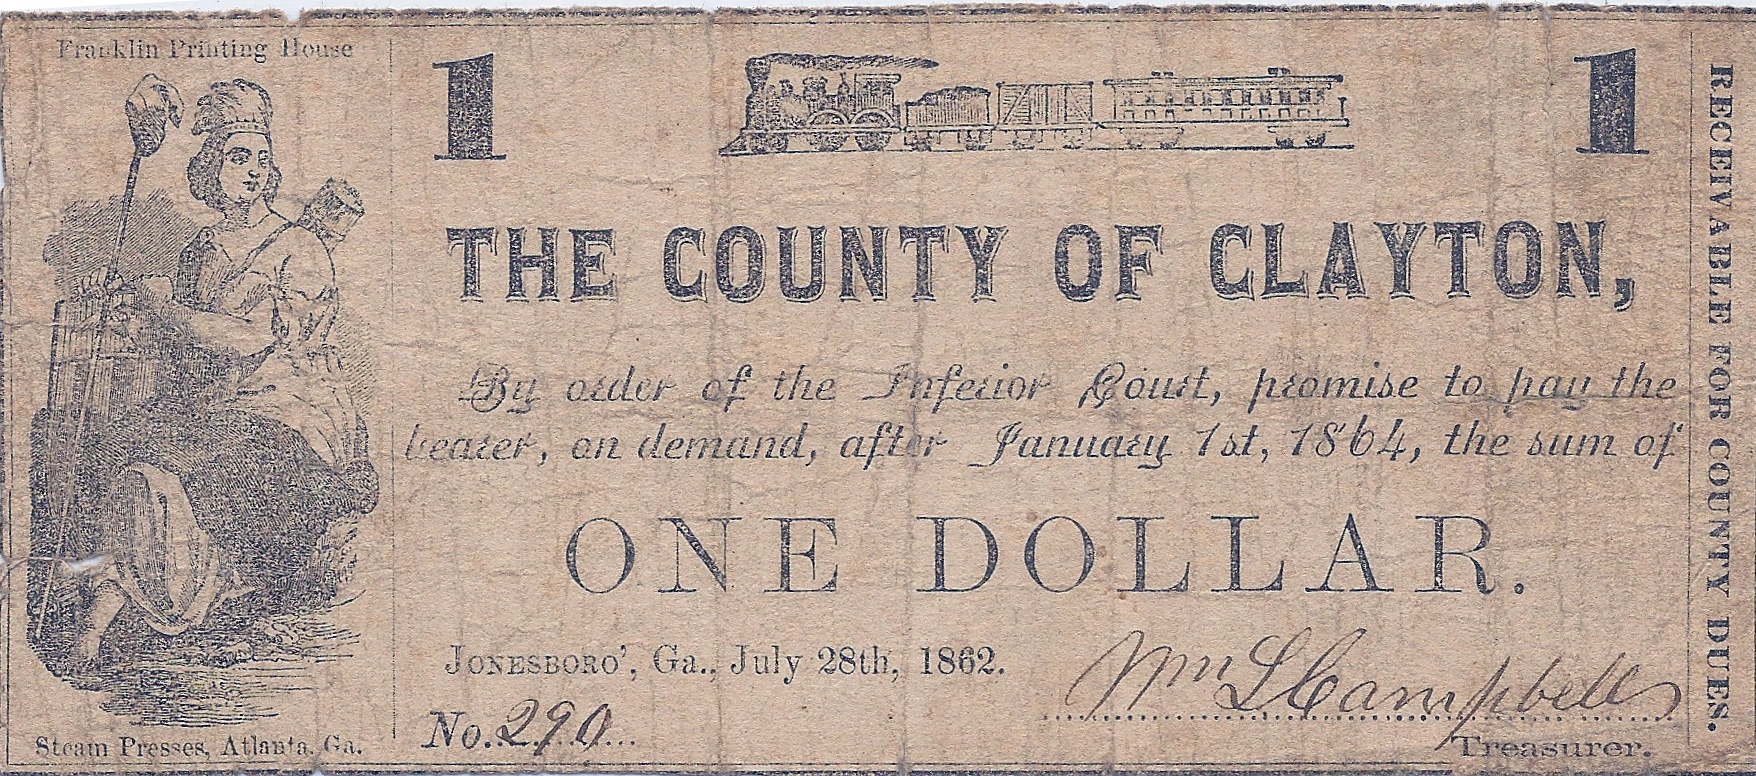 Franklin Printing House
1 1
THE COUNTY OF CLAYTON,
By order of the Inferior Court, promise to pay the
bearer, on demand, after January 1st, 1864, the sum of
ONE DOLLAR.
JONESBORO', Ga., July 28th, 1862.
No. 290
Wm L Campbell
Treasurer.
Steam Presses, Atlanta, Ga.
RECEIVABLE FOR COUNTY DUES.